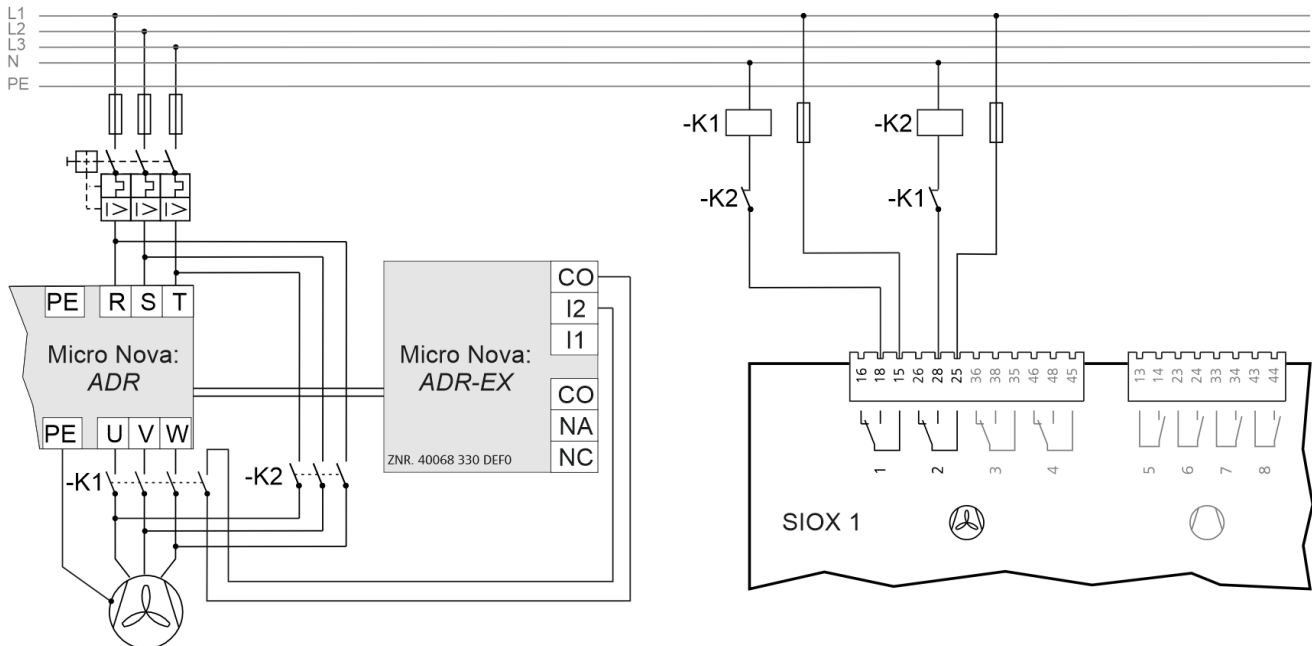 L1
L2
L3
N
PE
-K1
-K2
-K2
-K1
PE R S T
Micro Nova:
ADR
PE U V W
-K1
-K2
CO
I2
I1
Micro Nova:
ADR-EX
CO
NA
NC
ZNR. 40068 330 DEF0
I> I> I>
16 18 15 26 28 25 36 38 35 46 48 45
13 14 23 24 33 34 43 44
1 2 3 4
5 6 7 8
SIOX 1